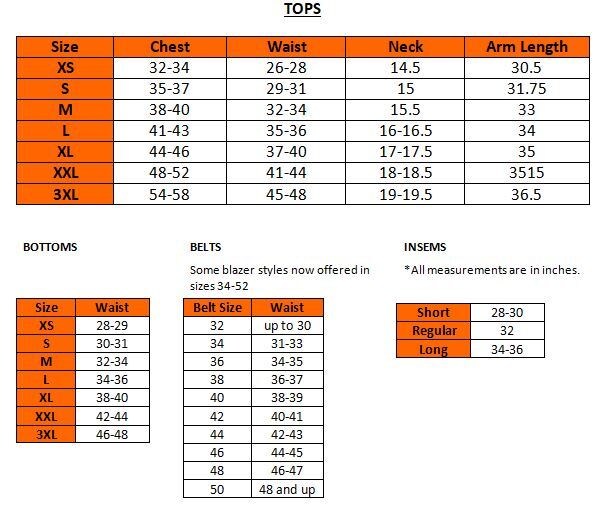 TOPS
Size Chest Waist Neck Arm Length
XS 32-34 26-28 14.5 30.5
S 35-37 29-31 15 31.75
M 38-40 32-34 15.5 33
L 41-43 35-36 16-16.5 34
XL 44-46 37-40 17-17.5 35
XXL 48-52 41-44 18-18.5 3515
3XL 54-58 45-48 19-19.5 36.5
BOTTOMS
Size Waist
XS 28-29
S 30-31
M 32-34
L 34-36
XL 38-40
XXL 42-44
3XL 46-48
BELTS
Some blazer styles now offered in
sizes 34-52
Belt Size Waist
32 up to 30
34 31-33
36 34-35
38 36-37
40 38-39
42 40-41
44 42-43
46 44-45
48 46-47
50 48 and up
INSEMS
*All measurements are in inches.
Short 28-30
Regular 32
Long 34-36